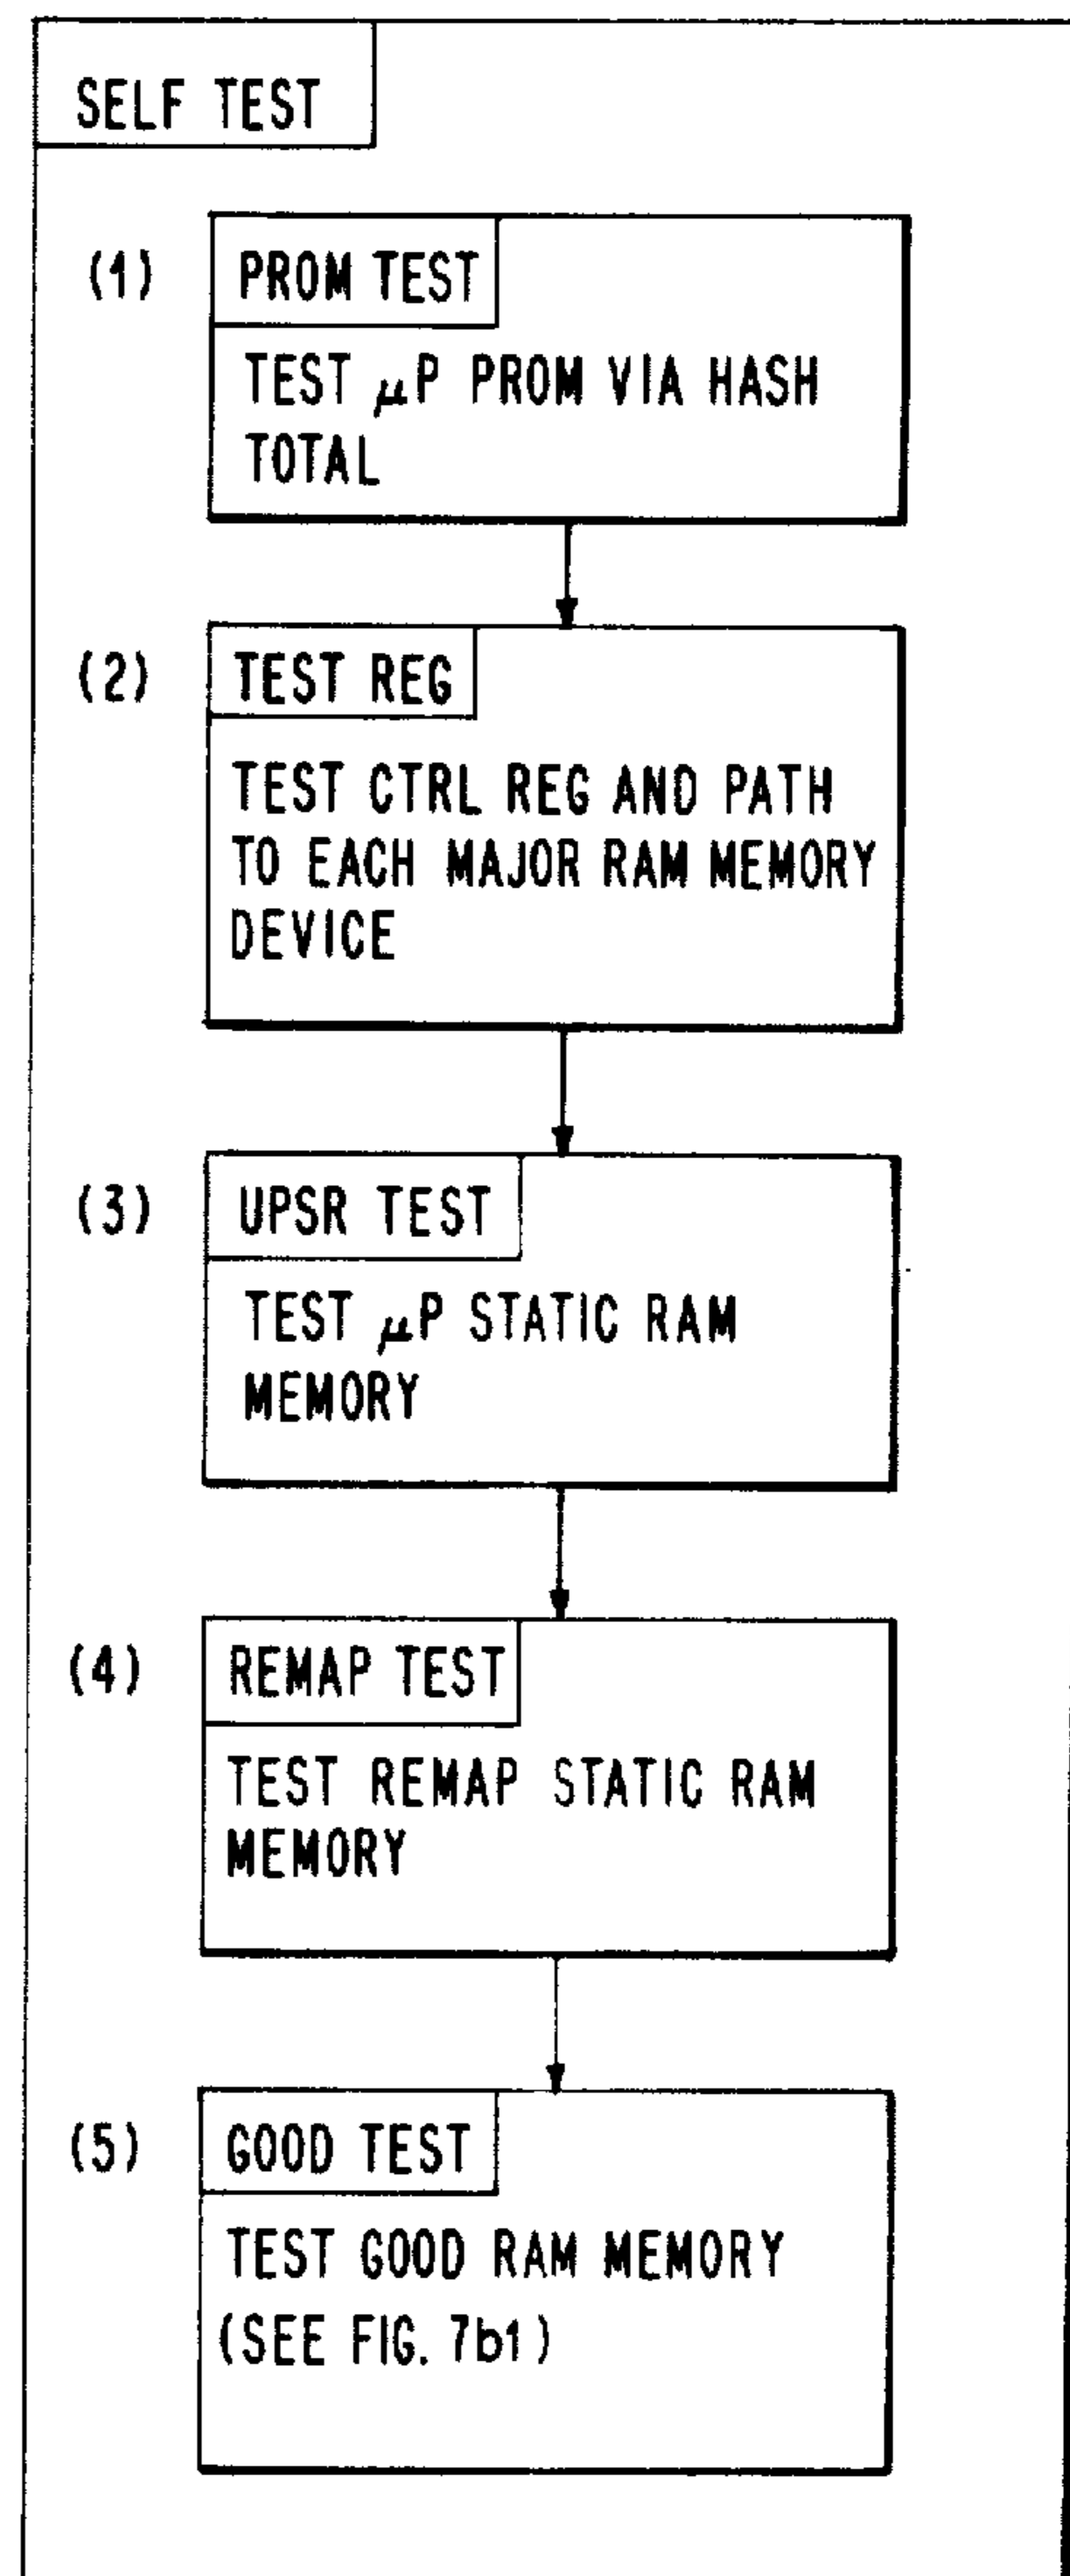 SELF TEST
(1)
PROM TEST
TEST μP PROM VIA HASH
TOTAL
(2)
TEST REG
TEST CTRL REG AND PATH
TO EACH MAJOR RAM MEMORY
DEVICE
(3)
UPSR TEST
TEST μP STATIC RAM
MEMORY
(4)
REMAP TEST
TEST REMAP STATIC RAM
MEMORY
(5)
GOOD TEST
TEST GOOD RAM MEMORY
(SEE FIG. 7b1)